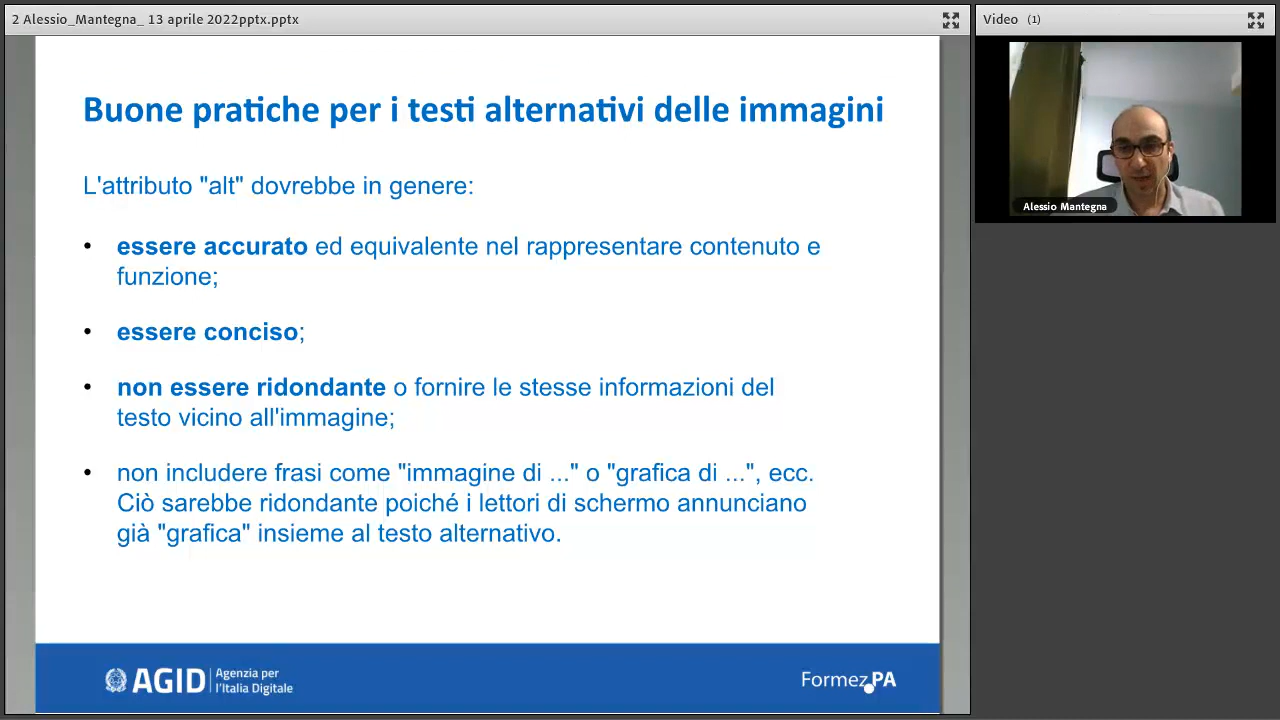 2 Alessio_Mantegna_ 13 aprile 2022pptx.pptx
Video (1)
Buone pratiche per i testi alternativi delle immagini
L'attributo "alt" dovrebbe in genere:
• essere accurato ed equivalente nel rappresentare contenuto e
funzione;
• essere conciso;
• non essere ridondante o fornire le stesse informazioni del
testo vicino all'immagine;
• non includere frasi come "immagine di ..." o "grafica di ...", ecc.
Ciò sarebbe ridondante poiché i lettori di schermo annunciano
già "grafica" insieme al testo alternativo.
Alessio Mantegna
AGID
Agenzia per
l'Italia Digitale
Formez PA